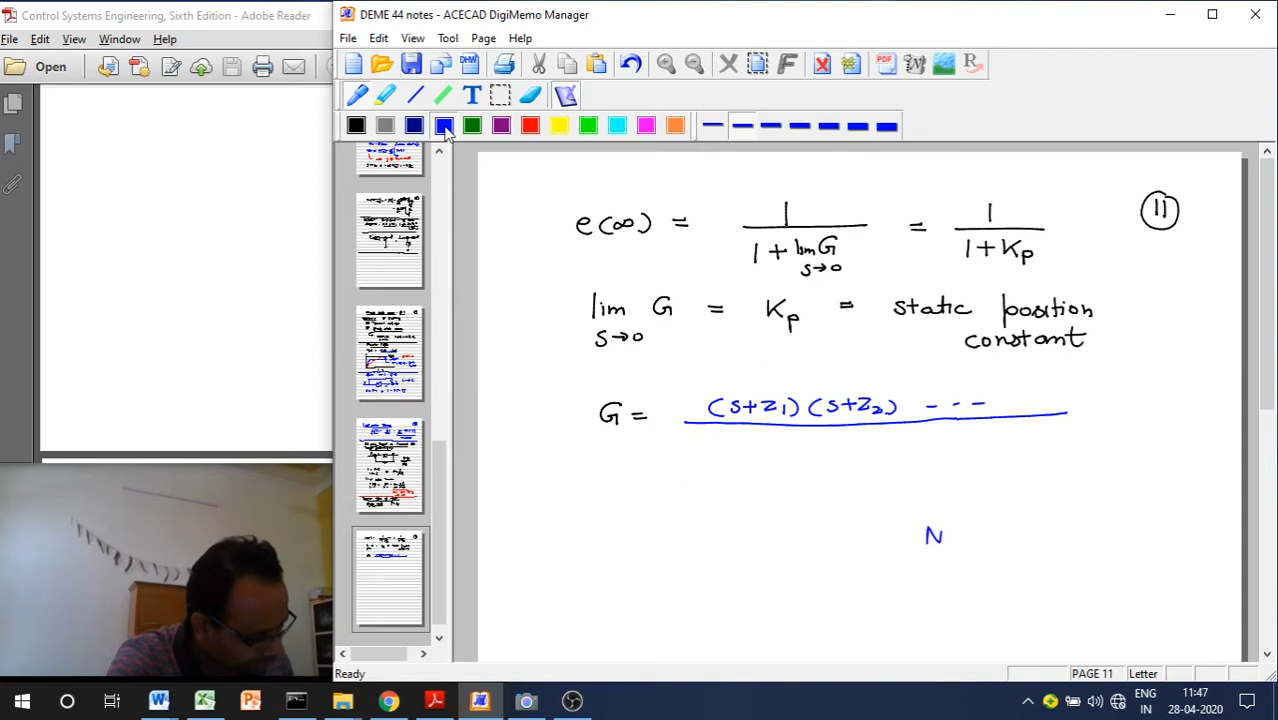 Control Systems Engineering, Sixth Edition - Adobe Reader
DEME 44 notes - ACECAD DigiMemo Manager
File Edit View Window Help
File Edit View Tool Page Help
Open
DHW
F
PDF
W
R
T
e(∞) = 1 / (1 + lim G s→0) = 1 / (1 + Kp)
11
lim G = Kp = static position
s→0 constant
G = (s+z1)(s+z2) - - -
N
Ready
PAGE 11
Letter
ENG
IN
11:47
28-04-2020